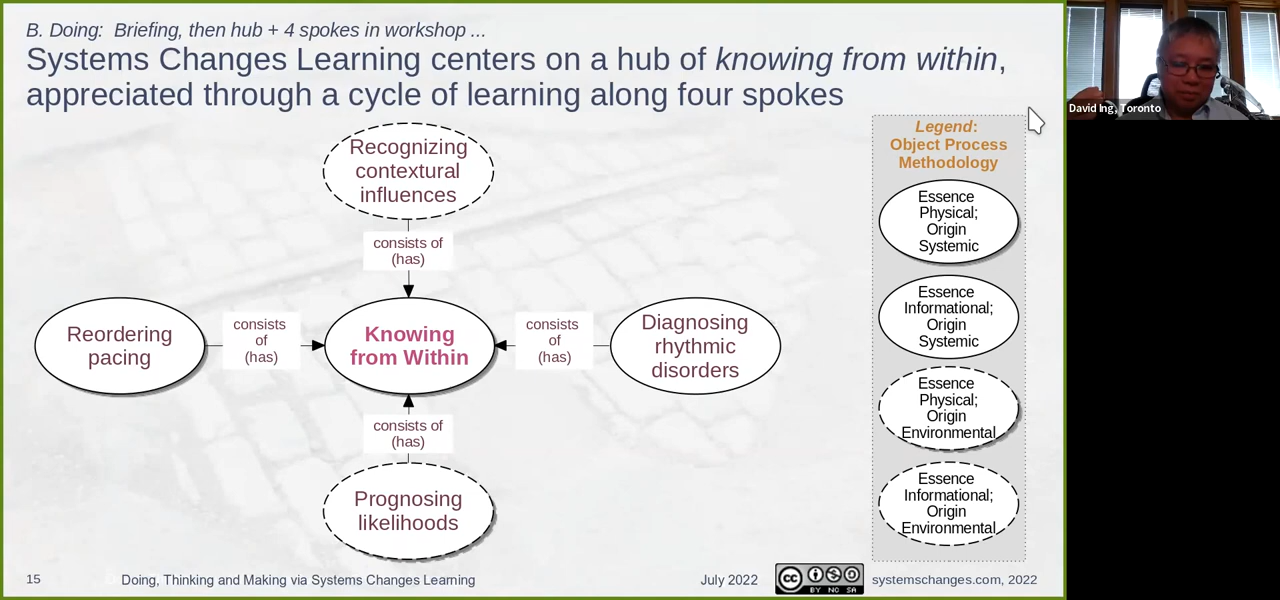 B. Doing:  Briefing, then hub + 4 spokes in workshop ...
Systems Changes Learning centers on a hub of knowing from within,
appreciated through a cycle of learning along four spokes
Recognizing
contextural
influences
consists of
(has)
Reordering
pacing
consists
of
(has)
Knowing
from Within
consists
of
(has)
Diagnosing
rhythmic
disorders
consists of
(has)
Prognosing
likelihoods
Legend:
Object Process
Methodology
Essence
Physical;
Origin
Systemic
Essence
Informational;
Origin
Systemic
Essence
Physical;
Origin
Environmental
Essence
Informational;
Origin
Environmental
15
Doing, Thinking and Making via Systems Changes Learning
July 2022
cc
BY NC SA
systemschanges.com, 2022
David Ing, Toronto